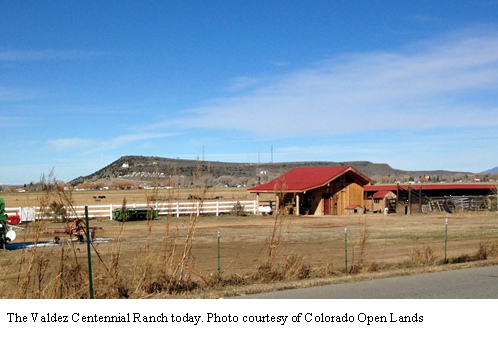 The Valdez Centennial Ranch today. Photo courtesy of Colorado Open Lands